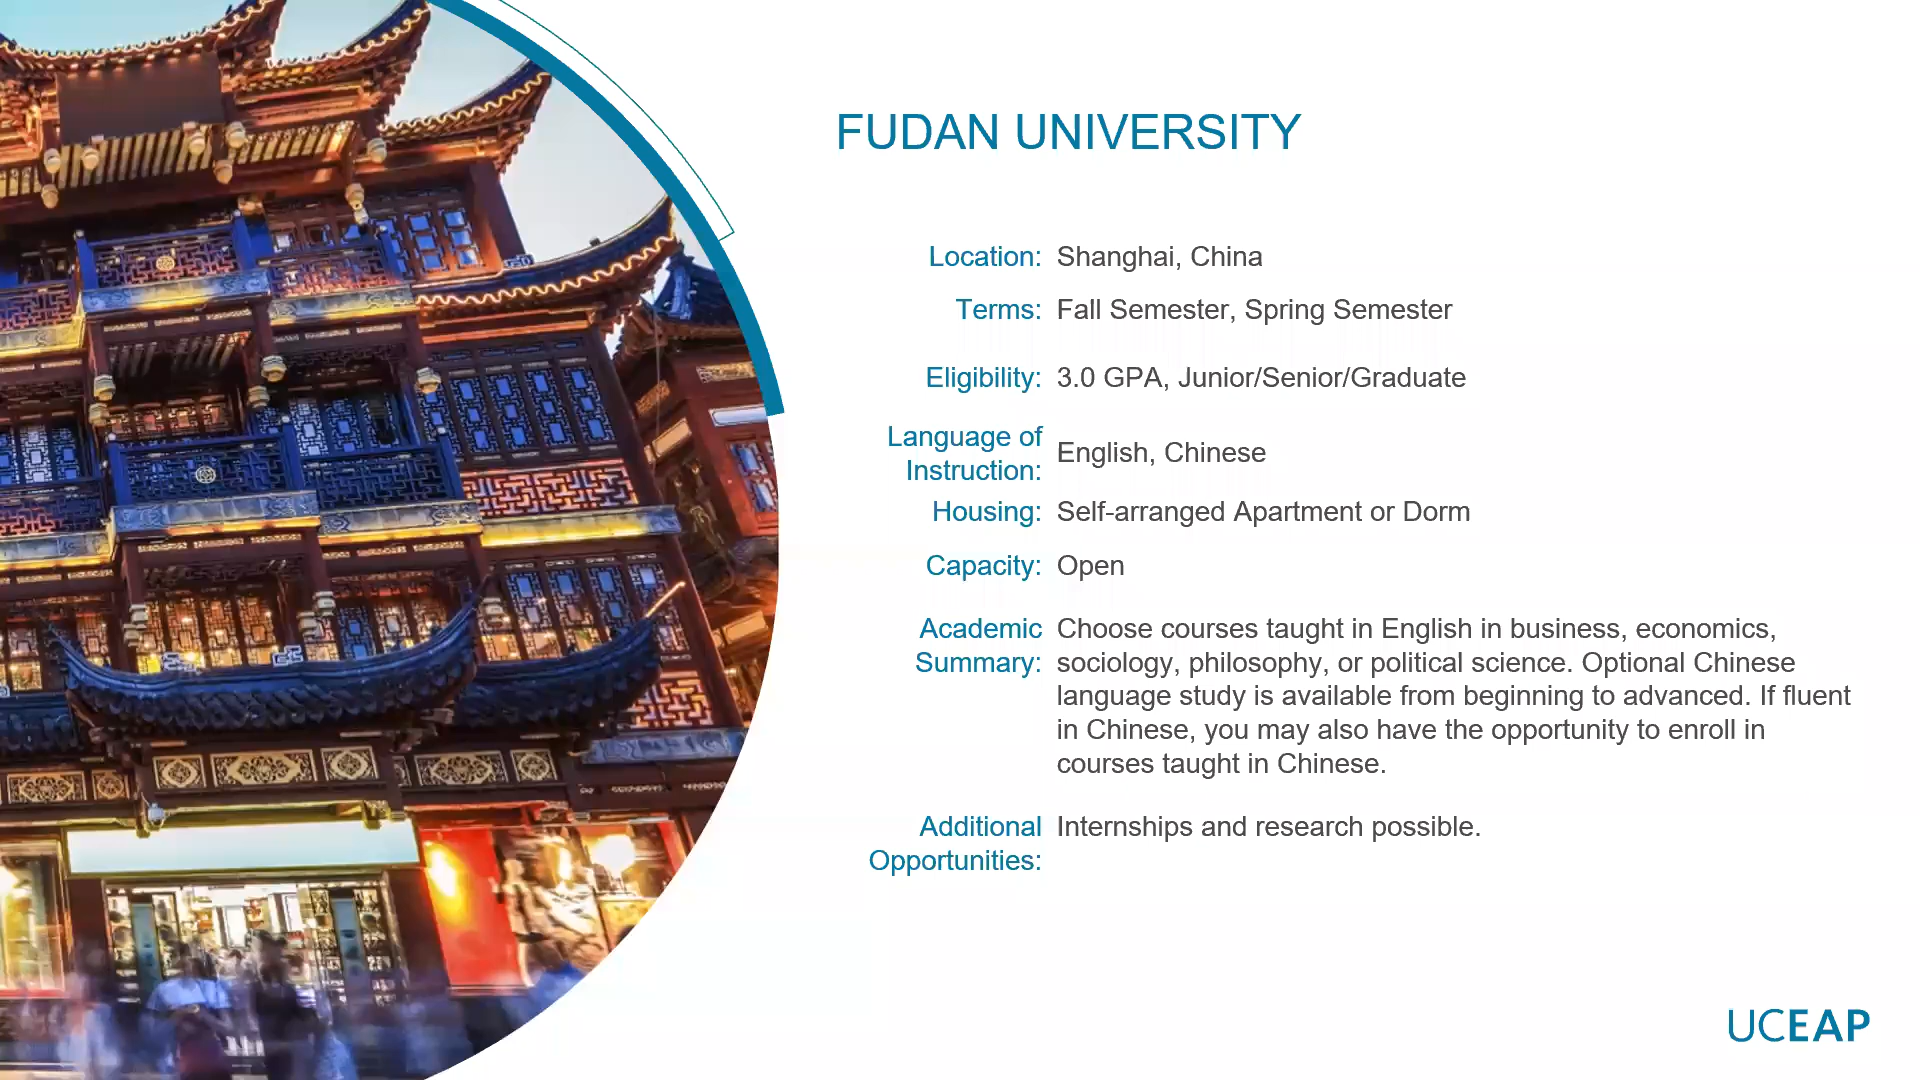 FUDAN UNIVERSITY
Location: Shanghai, China
Terms: Fall Semester, Spring Semester
Eligibility: 3.0 GPA, Junior/Senior/Graduate
Language of
Instruction: English, Chinese
Housing: Self-arranged Apartment or Dorm
Capacity: Open
Academic Choose courses taught in English in business, economics,
Summary: sociology, philosophy, or political science. Optional Chinese
language study is available from beginning to advanced. If fluent
in Chinese, you may also have the opportunity to enroll in
courses taught in Chinese.
Additional Internships and research possible.
Opportunities:
UCEAP